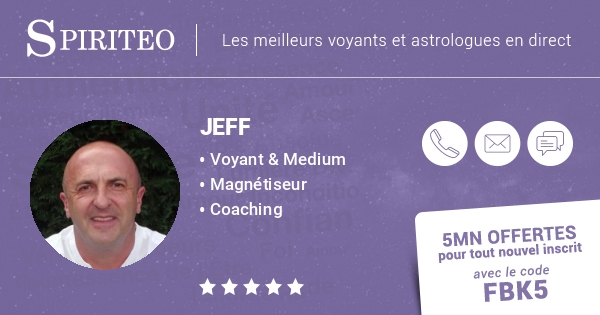 SPIRITEO
Les meilleurs voyants et astrologues en direct
JEFF
• Voyant & Medium
• Magnétiseur
• Coaching
5MN OFFERTES
pour tout nouvel inscrit
avec le code
FBK5